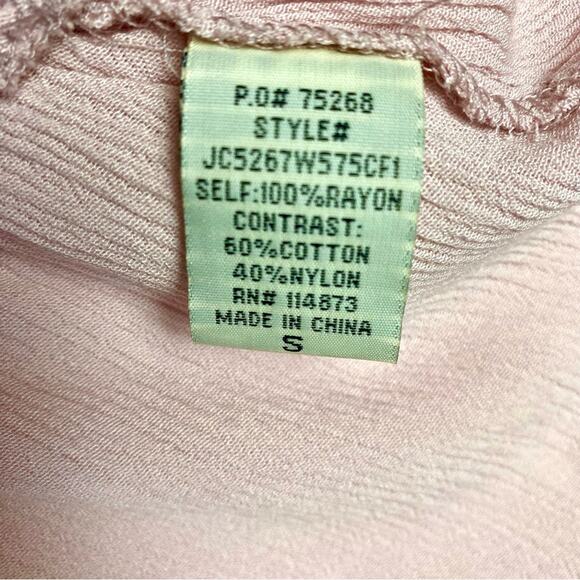 P.O# 75268
STYLE#
JC5267W575CF1
SELF:100%RAYON
CONTRAST:
60%COTTON
40%NYLON
RN# 114873
MADE IN CHINA
S